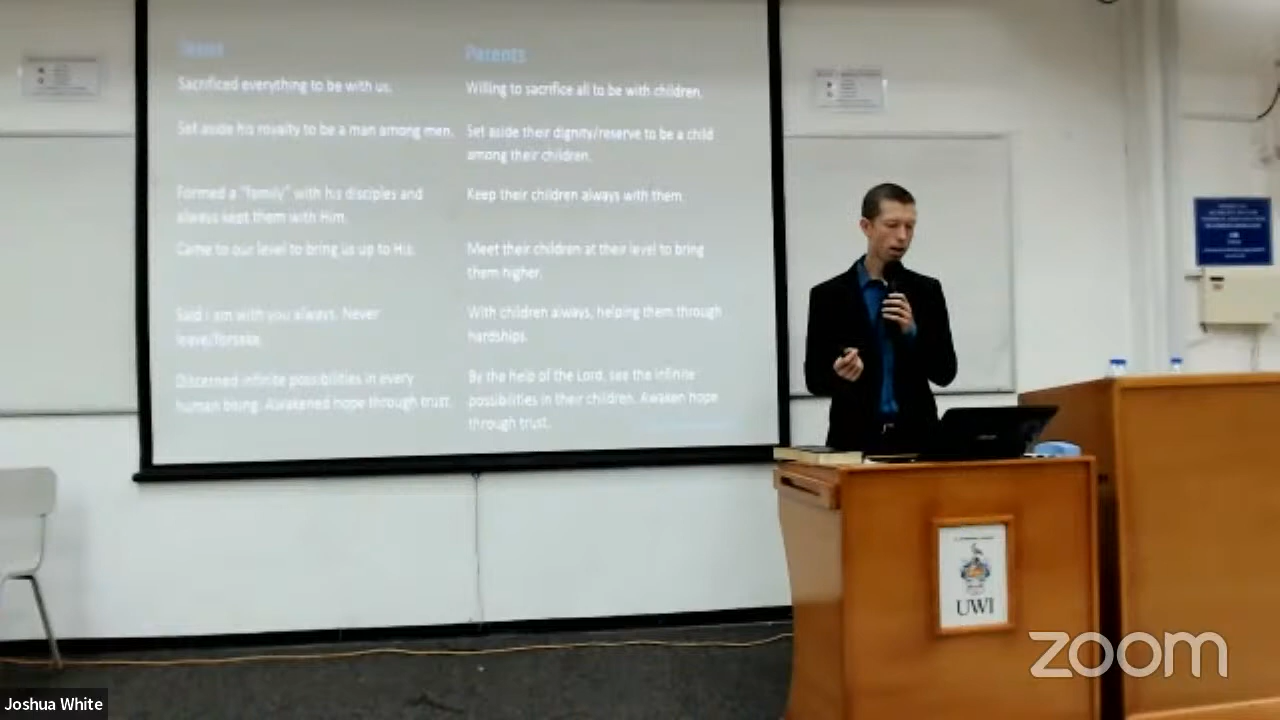 Jesus
Sacrificed everything to be with us.
Set aside his royalty to be a man among men.
Formed a "family" with his disciples and
always kept them with Him.
Came to our level to bring us up to His.
Said I am with you always. Never
leave/forsake.
Discerned infinite possibilities in every
human being. Awakened hope through trust.
Parents
Willing to sacrifice all to be with children.
Set aside their dignity/reserve to be a child
among their children.
Keep their children always with them.
Meet their children at their level to bring
them higher.
With children always, helping them through
hardships.
By the help of the Lord, see the infinite
possibilities in their children. Awaken hope
through trust.
UWI
zoom
Joshua White